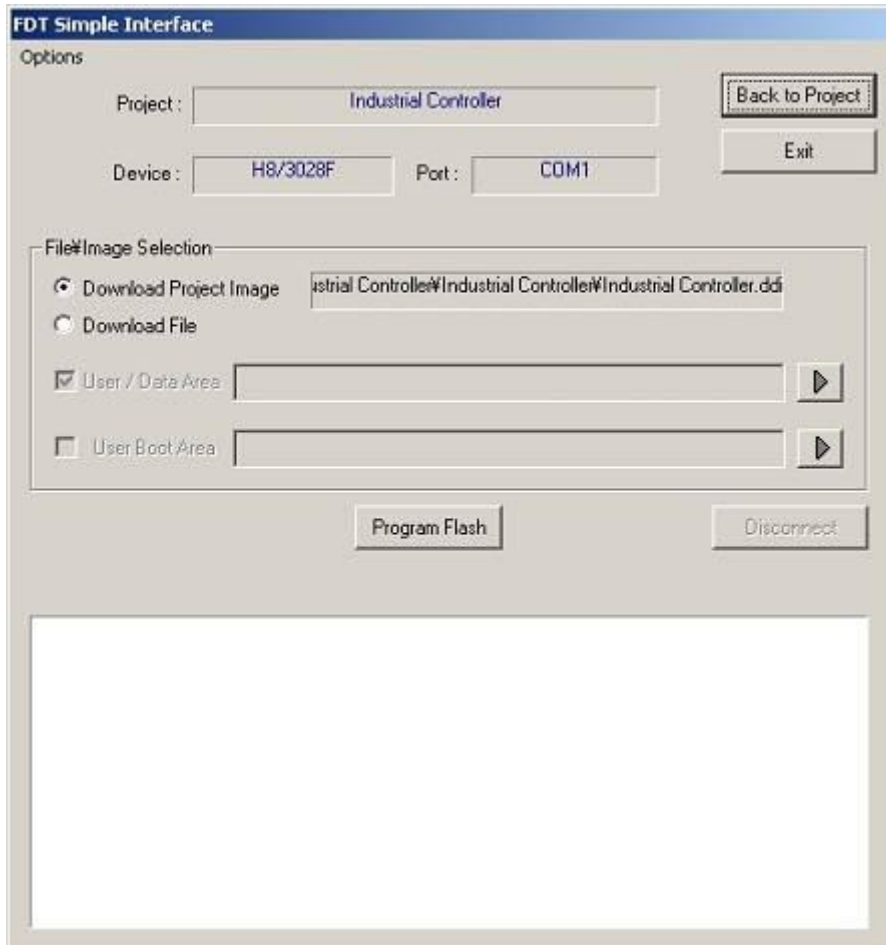 FDT Simple Interface
Options
Project : Industrial Controller Back to Project
Exit
Device : H8/3028F Port : COM1
File¥Image Selection
Download Project Image ustrial Controller¥Industrial Controller¥Industrial Controller.ddi
Download File
User / Data Area
User Boot Area
Program Flash Disconnect